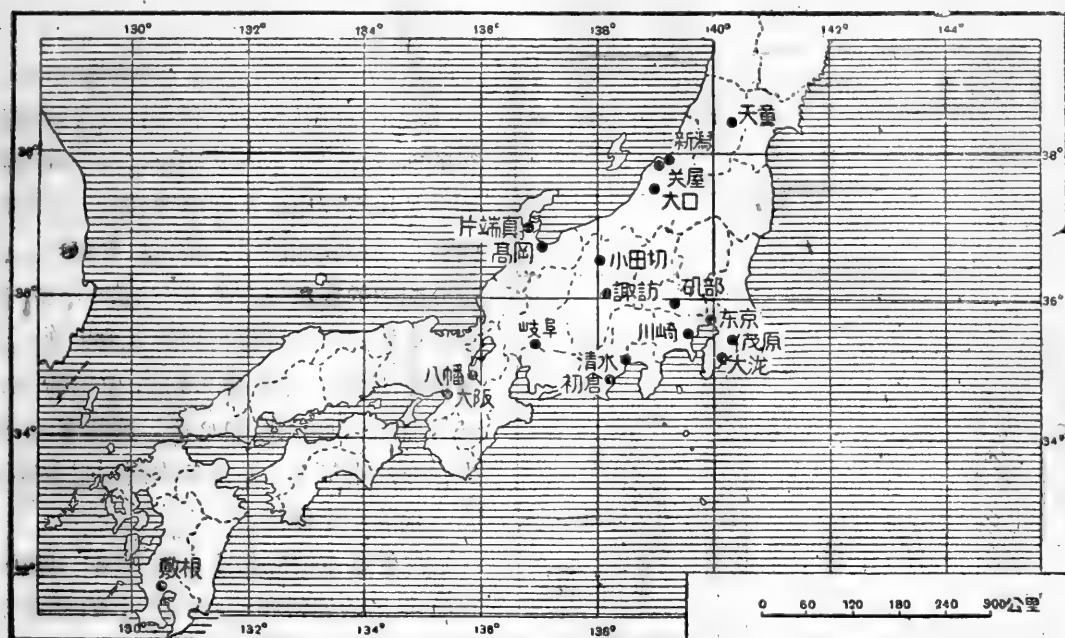 130° 132° 134° 136° 138° 140° 142° 144°
天童
38° 新潟 38°
关屋
大口
片端真
高岡
小田切
36° 諏訪 矶部 36°
东京
岐阜 川崎 茂原
清水 大泷
八幡 初倉
大阪
34° 34°
敷根
130° 132° 134° 136° 138°
0 60 120 180 240 300公里